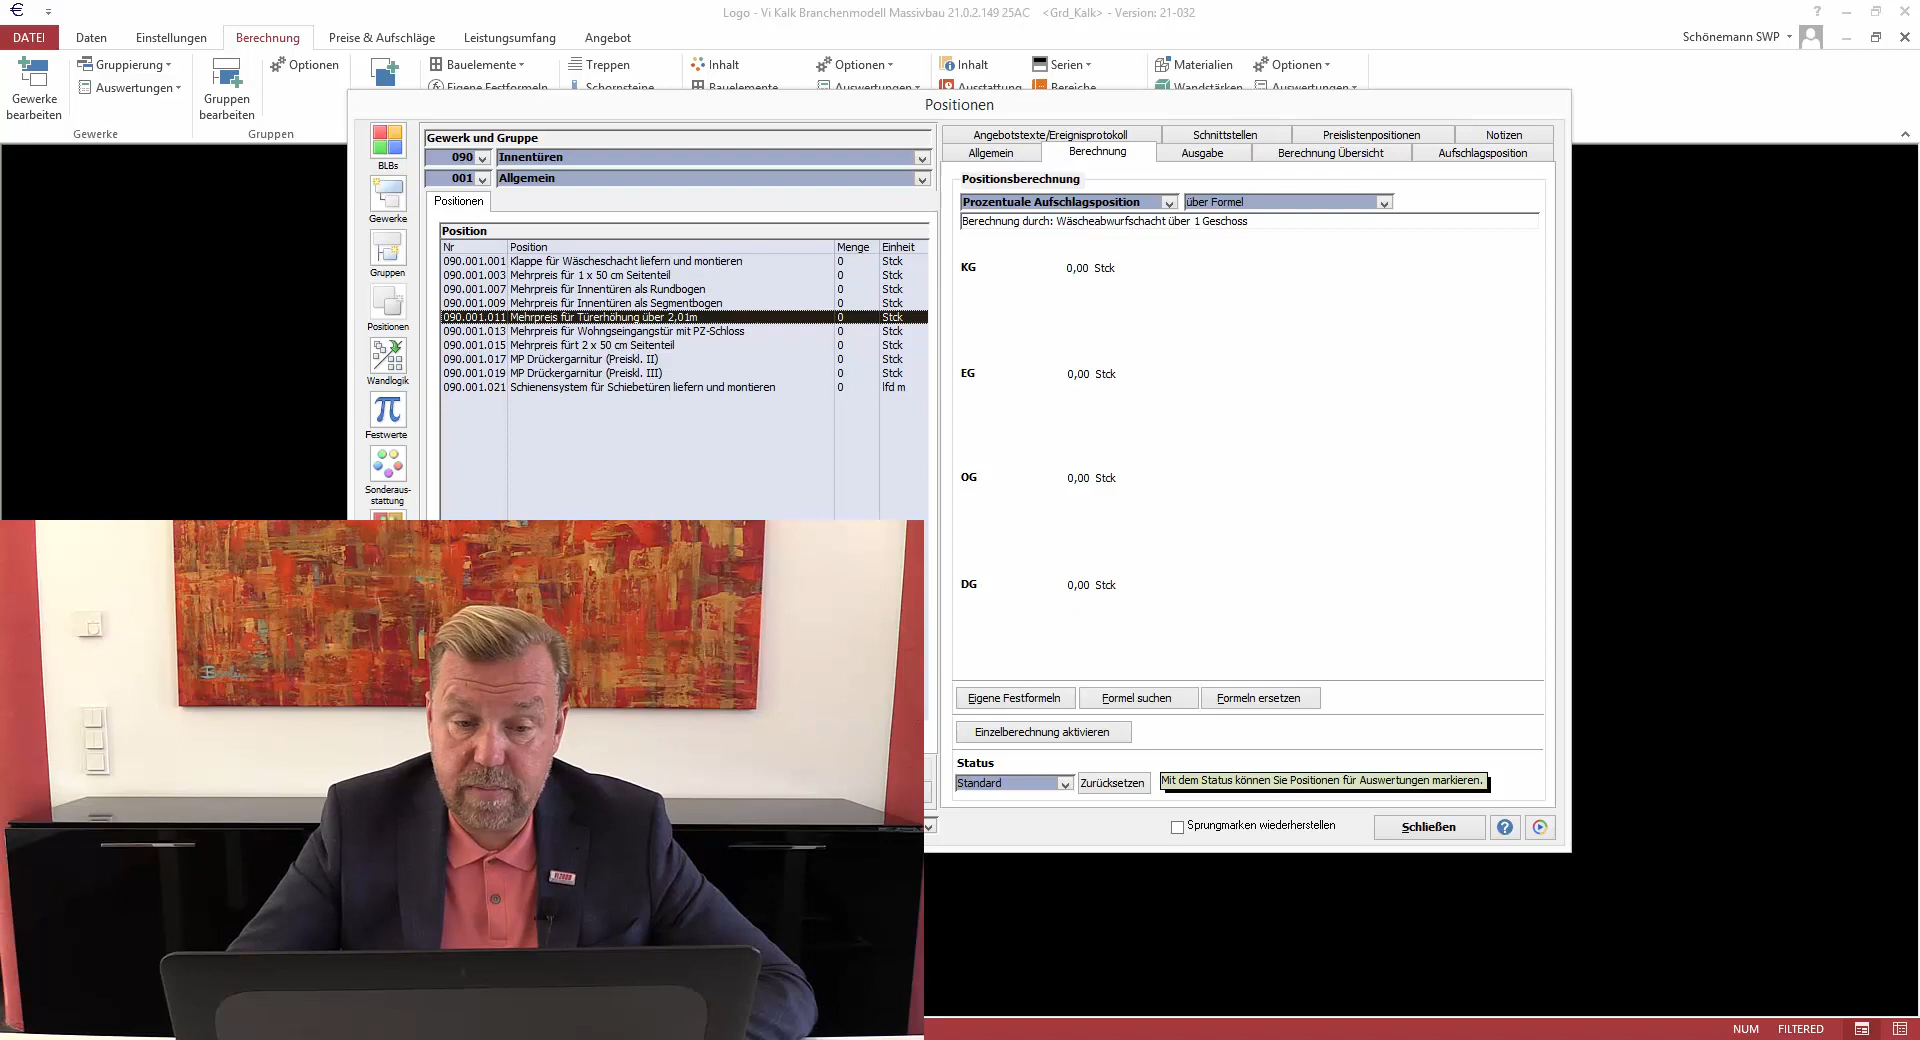 Logo - Vi Kalk Branchenmodell Massivbau 21.0.2.149 25AC <Grd_Kalk> - Version: 21-032
DATEI Daten Einstellungen Berechnung Preise & Aufschläge Leistungsumfang Angebot
Schönemann SWP
Gewerke bearbeiten
Gruppierung
Auswertungen
Gewerke
Gruppen bearbeiten
Optionen
Gruppen
Bauelemente
Eigene Festformeln
Treppen
Schornsteine
Inhalt
Bauelemente
Optionen
Auswertungen
Inhalt
Ausstattung
Serien
Bereiche
Materialien
Wandstärken
Optionen
Auswertungen
Positionen
BLBs
Gewerke
Gruppen
Positionen
Wandlogik
Festwerte
Sonderaus-
stattung
Gewerk und Gruppe
090 Innentüren
001 Allgemein
Positionen
Position
Nr Position Menge Einheit
090.001.001 Klappe für Wäscheschacht liefern und montieren 0 Stck
090.001.003 Mehrpreis für 1 x 50 cm Seitenteil 0 Stck
090.001.007 Mehrpreis für Innentüren als Rundbogen 0 Stck
090.001.009 Mehrpreis für Innentüren als Segmentbogen 0 Stck
090.001.011 Mehrpreis für Türerhöhung über 2,01m 0 Stck
090.001.013 Mehrpreis für Wohngseingangstür mit PZ-Schloss 0 Stck
090.001.015 Mehrpreis fürt 2 x 50 cm Seitenteil 0 Stck
090.001.017 MP Drückergarnitur (Preiskl. II) 0 Stck
090.001.019 MP Drückergarnitur (Preiskl. III) 0 Stck
090.001.021 Schienensystem für Schiebetüren liefern und montieren 0 lfd m
Angebotstexte/Ereignisprotokoll Schnittstellen Preislistenpositionen Notizen
Allgemein Berechnung Ausgabe Berechnung Übersicht Aufschlagsposition
Positionsberechnung
Prozentuale Aufschlagsposition über Formel
Berechnung durch: Wäscheabwurfschacht über 1 Geschoss
KG 0,00 Stck
EG 0,00 Stck
OG 0,00 Stck
DG 0,00 Stck
Eigene Festformeln Formel suchen Formeln ersetzen
Einzelberechnung aktivieren
Status
Standard Zurücksetzen Mit dem Status können Sie Positionen für Auswertungen markieren.
Sprungmarken wiederherstellen Schließen
NUM FILTERED